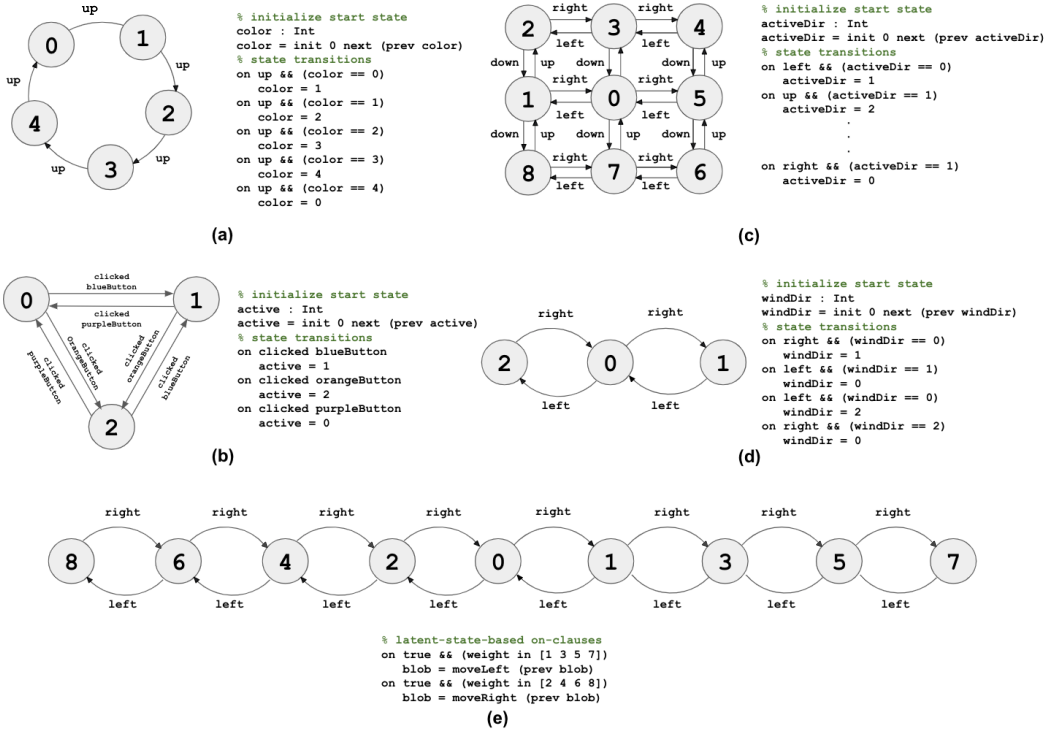 up
0
1
up
up
4
2
up
up
3
% initialize start state
color : Int
color = init 0 next (prev color)
% state transitions
on up && (color == 0)
color = 1
on up && (color == 1)
color = 2
on up && (color == 2)
color = 3
on up && (color == 3)
color = 4
on up && (color == 4)
color = 0
(a)
right right
2 3 4
left left
down up down up down up
right right
1 0 5
left left
down up down up down up
right right
8 7 6
left left
% initialize start state
activeDir : Int
activeDir = init 0 next (prev activeDir)
% state transitions
on left && (activeDir == 0)
activeDir = 1
on up && (activeDir == 1)
activeDir = 2
.
.
.
on right && (activeDir == 1)
activeDir = 0
(c)
clicked
blueButton
0
1
clicked
purpleButton
clicked
purpleButton
clicked
OrangeButton
clicked
orangeButton
clicked
blueButton
2
% initialize start state
active : Int
active = init 0 next (prev active)
% state transitions
on clicked blueButton
active = 1
on clicked orangeButton
active = 2
on clicked purpleButton
active = 0
(b)
right right
2 0 1
left left
% initialize start state
windDir : Int
windDir = init 0 next (prev windDir)
% state transitions
on right && (windDir == 0)
windDir = 1
on left && (windDir == 1)
windDir = 0
on left && (windDir == 0)
windDir = 2
on right && (windDir == 2)
windDir = 0
(d)
right right right right right right right right
8 6 4 2 0 1 3 5 7
left left left left left left left left
% latent-state-based on-clauses
on true && (weight in [1 3 5 7])
blob = moveLeft (prev blob)
on true && (weight in [2 4 6 8])
blob = moveRight (prev blob)
(e)